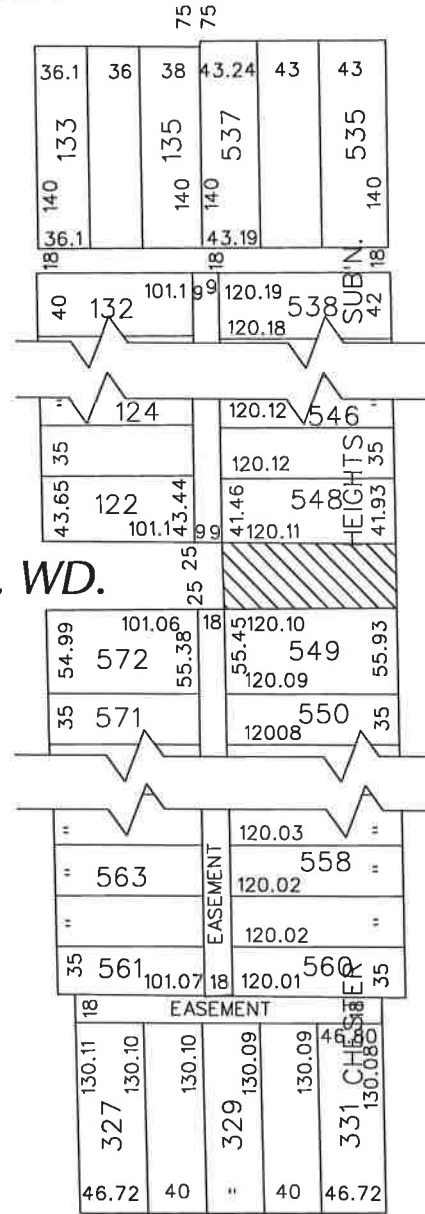 75 75
36.1 36 38 43.24 43 43
133 135 537 535
140 140 140 140
36.1 43.19
18 18 18
SUB'N.
40 132 101.1 9 9 120.19 538 42
120.18
" 124 120.12 546 "
35 120.12 35
HEIGHTS
43.65 122 43.44 41.46 548 41.93
101.1 9 9 120.11
25 25
. WD.
101.06 18 120.10
54.99 572 55.38 55.45 549 55.93
120.09
35 571 550 35
12008
" 120.03 "
" 563 558 "
120.02
EASEMENT
" 120.02 "
35 561 101.07 18 120.01 560 35
CHESTER
18 EASEMENT 18
46.80
130.11 130.10 130.10 130.09 130.09 130.080
327 329 331
46.72 40 " 40 46.72